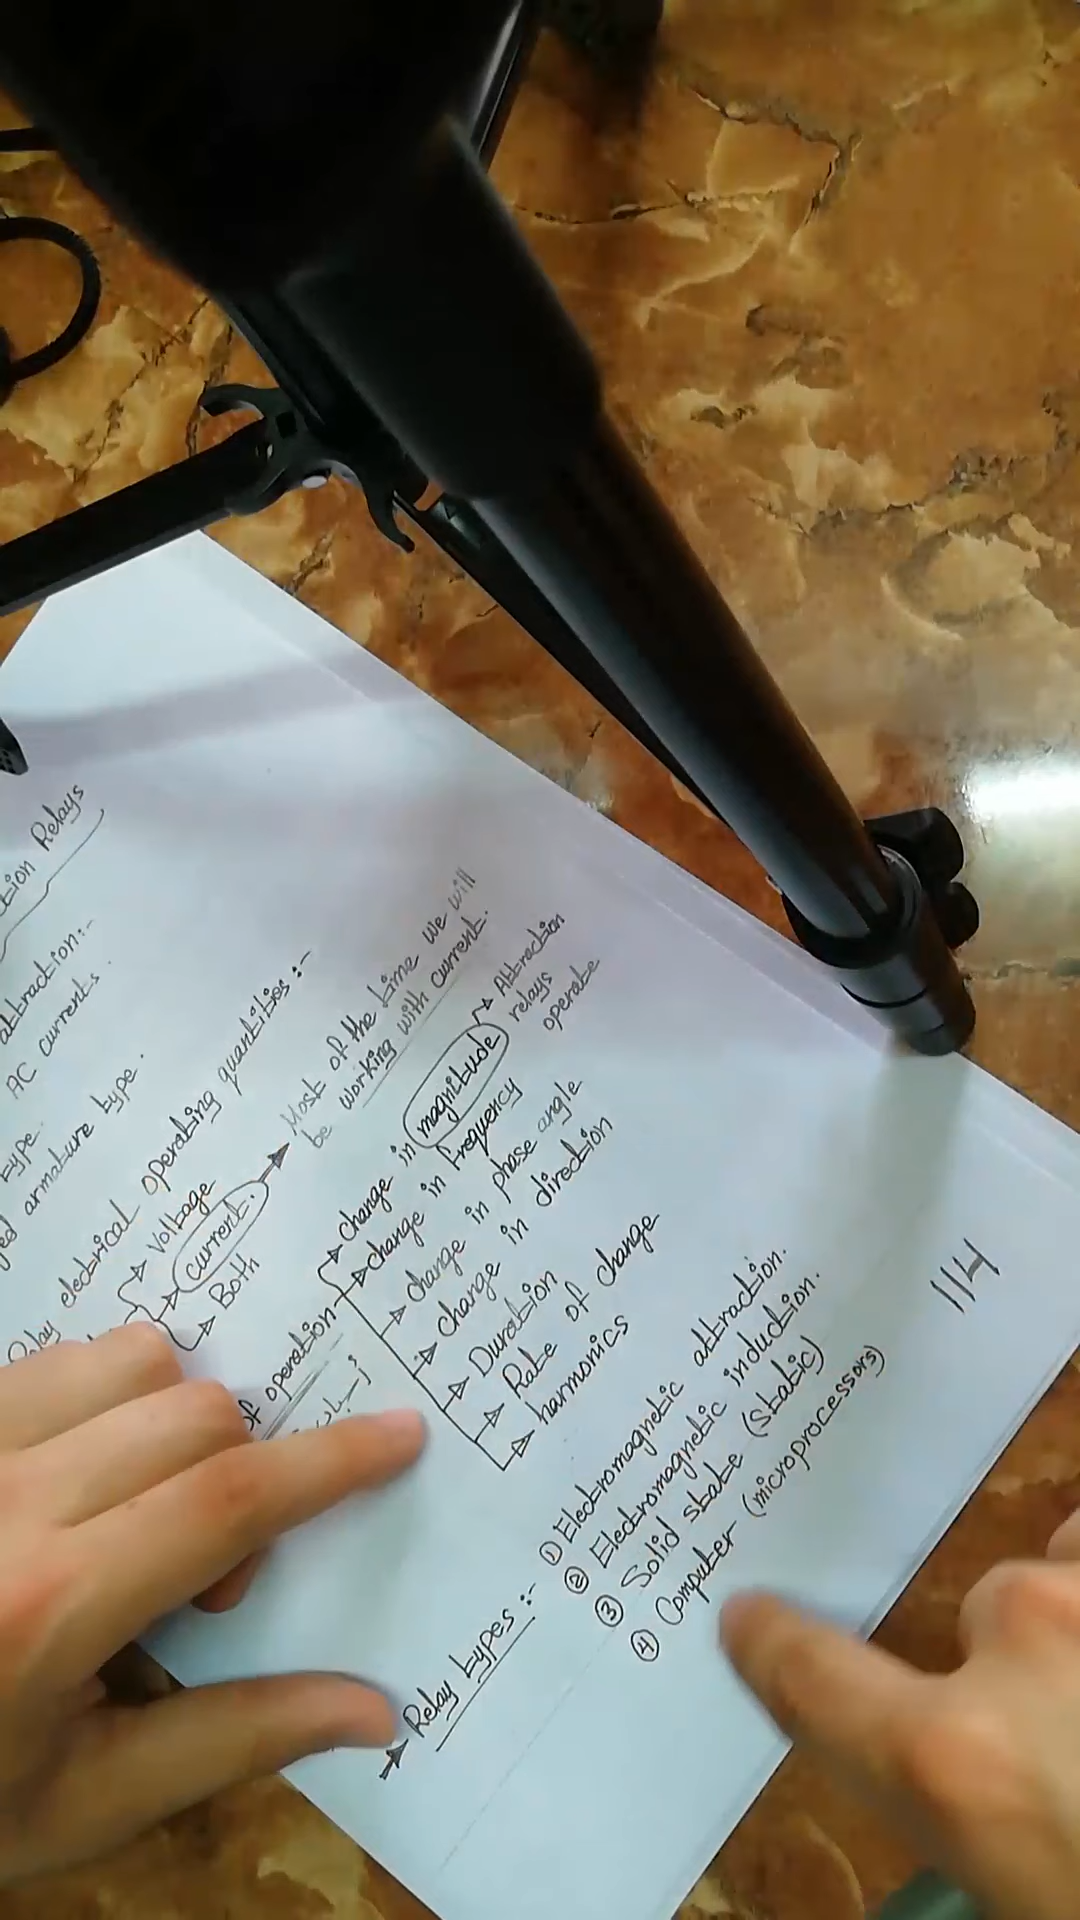 Relays
attraction:-
AC currents.
type.
armature type.
electrical operating quantities:-
Voltage
current.
Both
Most of the time we will
be working with current.
of operation
change in magnitude
Attraction
relays
operate
change in frequency
change in phase angle
change in direction
Duration
Rate of change
harmonics
Relay types:-
① Electromagnetic attraction.
② Electromagnetic induction.
③ Solid state (static)
④ Computer (microprocessors)
114